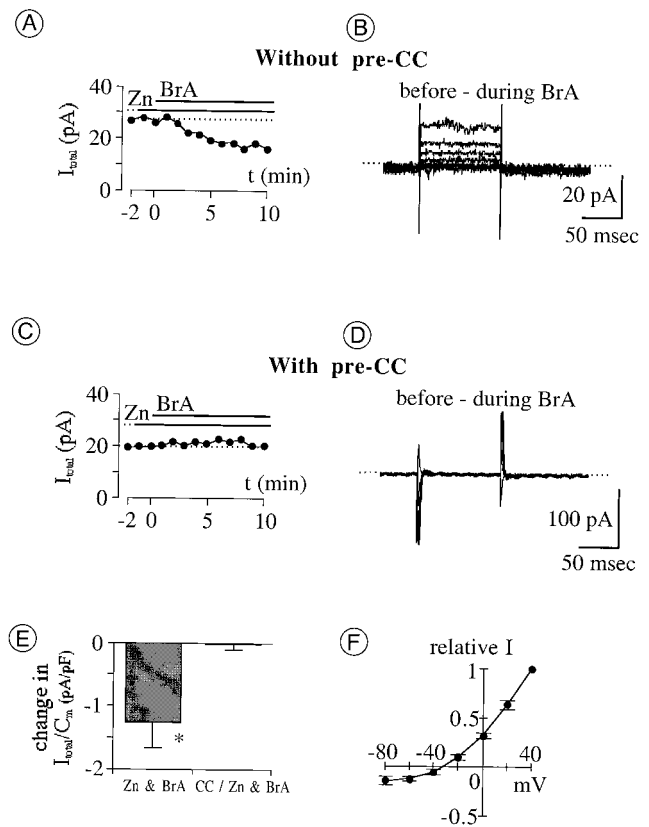 A
B
Without pre-CC
BrA
Zn
40
20
0
I_total (pA)
t (min)
-2 0 5 10
before - during BrA
20 pA
50 msec
C
D
With pre-CC
BrA
Zn
40
20
0
I_total (pA)
t (min)
-2 0 5 10
before - during BrA
100 pA
50 msec
E
change in
I_total/C_m (pA/pF)
0
-1
-2
*
Zn & BrA CC / Zn & BrA
F
relative I
1
0.5
-80 -40 0 40
mV
-0.5